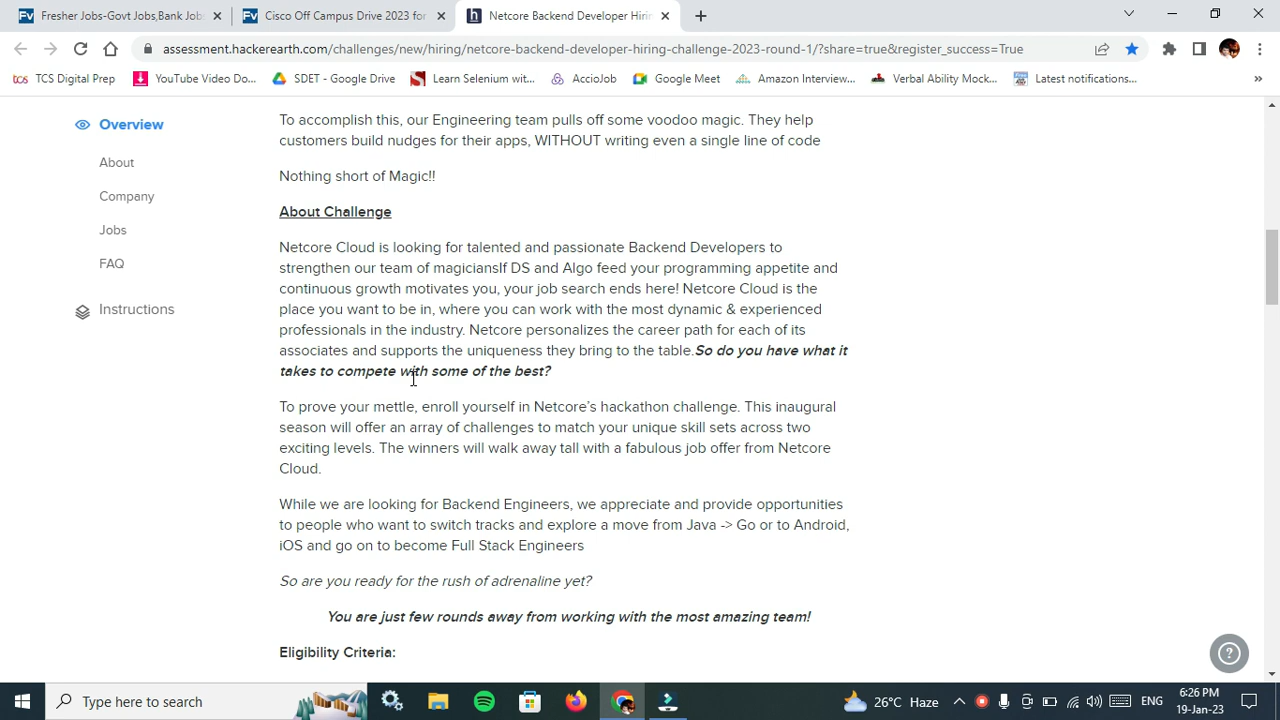 Fresher Jobs-Govt Jobs,Bank Job:
Cisco Off Campus Drive 2023 for
Netcore Backend Developer Hirin
assessment.hackerearth.com/challenges/new/hiring/netcore-backend-developer-hiring-challenge-2023-round-1/?share=true&register_success=True
TCS Digital Prep
YouTube Video Do...
SDET - Google Drive
Learn Selenium wit...
AccioJob
Google Meet
Amazon Interview...
Verbal Ability Mock...
Latest notifications...
»
Overview
About
Company
Jobs
FAQ
Instructions
To accomplish this, our Engineering team pulls off some voodoo magic. They help
customers build nudges for their apps, WITHOUT writing even a single line of code
Nothing short of Magic!!
About Challenge
Netcore Cloud is looking for talented and passionate Backend Developers to
strengthen our team of magiciansIf DS and Algo feed your programming appetite and
continuous growth motivates you, your job search ends here! Netcore Cloud is the
place you want to be in, where you can work with the most dynamic & experienced
professionals in the industry. Netcore personalizes the career path for each of its
associates and supports the uniqueness they bring to the table.So do you have what it
takes to compete with some of the best?
To prove your mettle, enroll yourself in Netcore's hackathon challenge. This inaugural
season will offer an array of challenges to match your unique skill sets across two
exciting levels. The winners will walk away tall with a fabulous job offer from Netcore
Cloud.
While we are looking for Backend Engineers, we appreciate and provide opportunities
to people who want to switch tracks and explore a move from Java -> Go or to Android,
iOS and go on to become Full Stack Engineers
So are you ready for the rush of adrenaline yet?
You are just few rounds away from working with the most amazing team!
Eligibility Criteria:
Type here to search
26°C Haze
ENG
6:26 PM
19-Jan-23